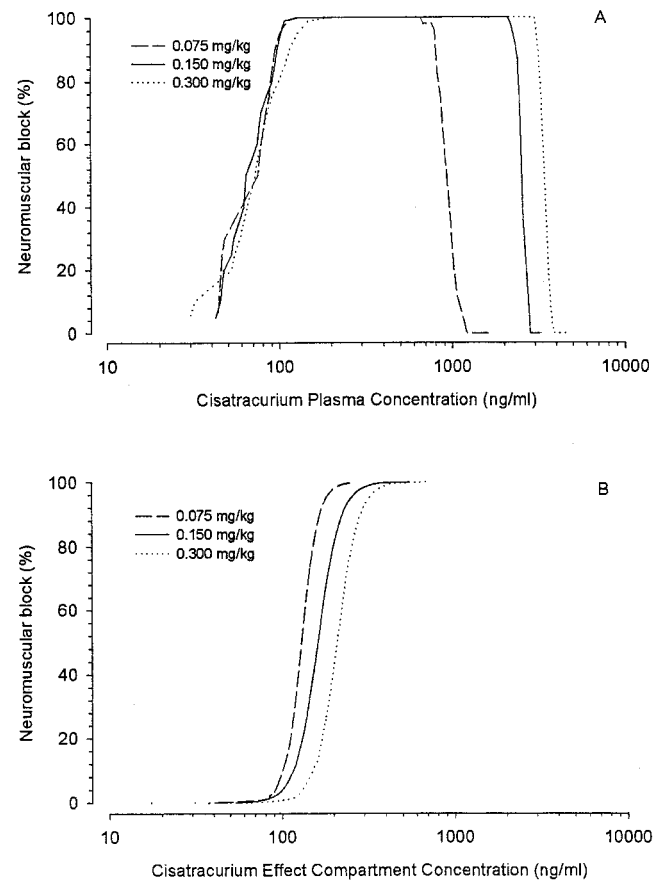 A
100
80
60
40
20
0
Neuromuscular block (%)
0.075 mg/kg
0.150 mg/kg
0.300 mg/kg
10 100 1000 10000
Cisatracurium Plasma Concentration (ng/ml)
B
100
80
60
40
20
0
Neuromuscular block (%)
0.075 mg/kg
0.150 mg/kg
0.300 mg/kg
10 100 1000 10000
Cisatracurium Effect Compartment Concentration (ng/ml)